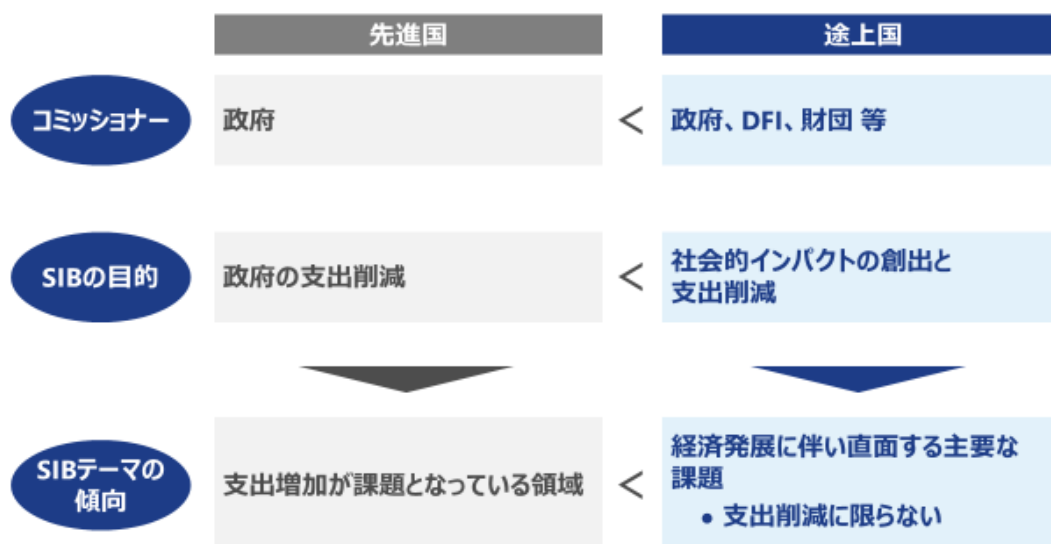 先進国
途上国
コミッショナー
政府
<
政府、DFI、財団 等
SIBの目的
政府の支出削減
<
社会的インパクトの創出と
支出削減
SIBテーマの
傾向
支出増加が課題となっている領域
<
経済発展に伴い直面する主要な
課題
• 支出削減に限らない